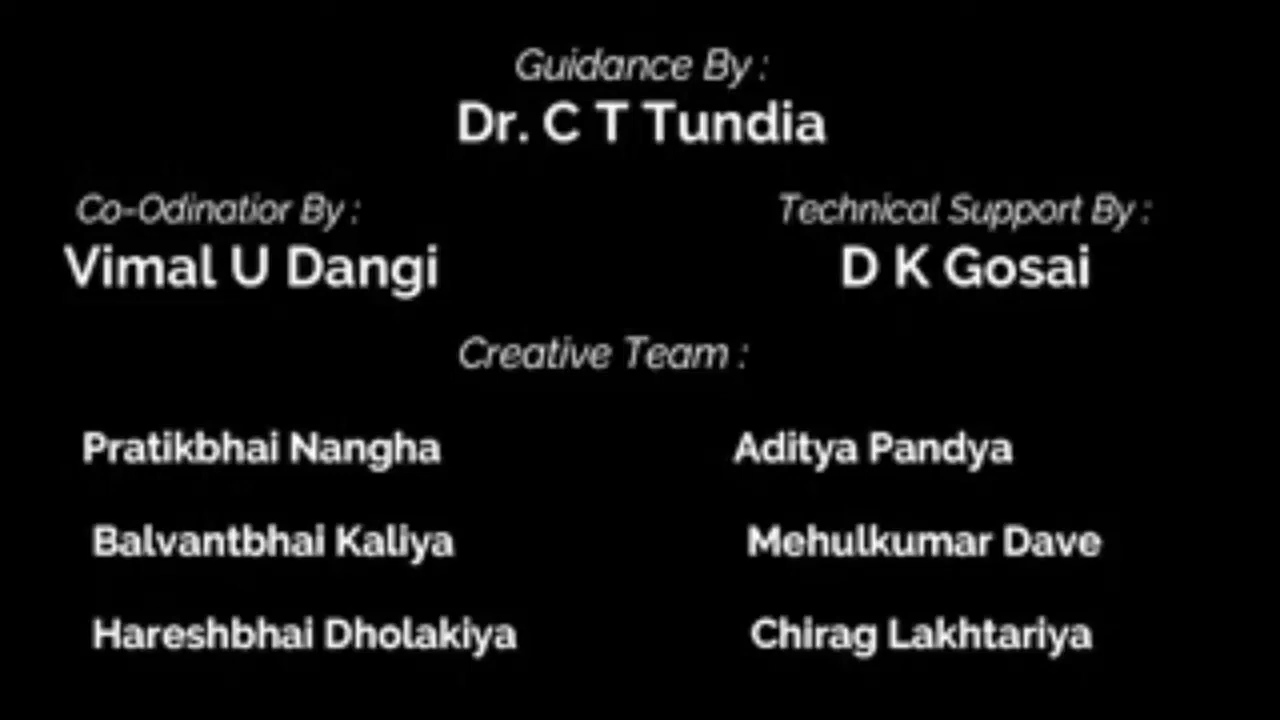 Guidance By :
Dr. C T Tundia
Co-Odinatior By :
Technical Support By :
Vimal U Dangi
D K Gosai
Creative Team :
Pratikbhai Nangha
Aditya Pandya
Balvantbhai Kaliya
Mehulkumar Dave
Hareshbhai Dholakiya
Chirag Lakhtariya